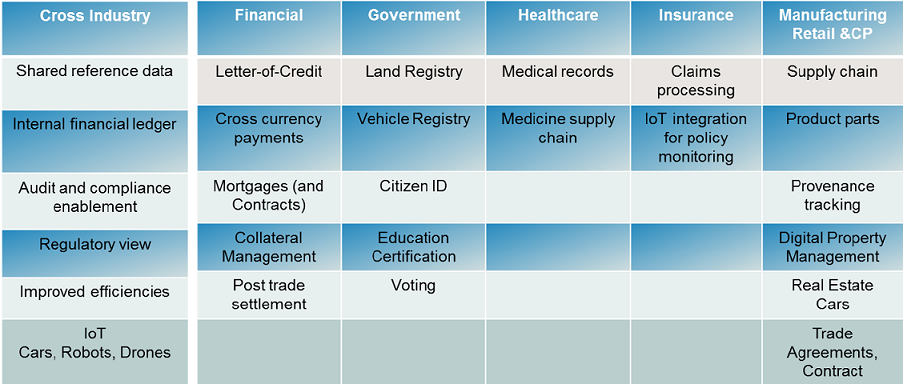 Cross Industry
Financial
Government
Healthcare
Insurance
Manufacturing
Retail &CP
Shared reference data
Letter-of-Credit
Land Registry
Medical records
Claims
processing
Supply chain
Internal financial ledger
Cross currency
payments
Vehicle Registry
Medicine supply
chain
IoT integration
for policy
monitoring
Product parts
Audit and compliance
enablement
Mortgages (and
Contracts)
Citizen ID
Provenance
tracking
Regulatory view
Collateral
Management
Education
Certification
Digital Property
Management
Improved efficiencies
Post trade
settlement
Voting
Real Estate
Cars
IoT
Cars, Robots, Drones
Trade
Agreements,
Contract